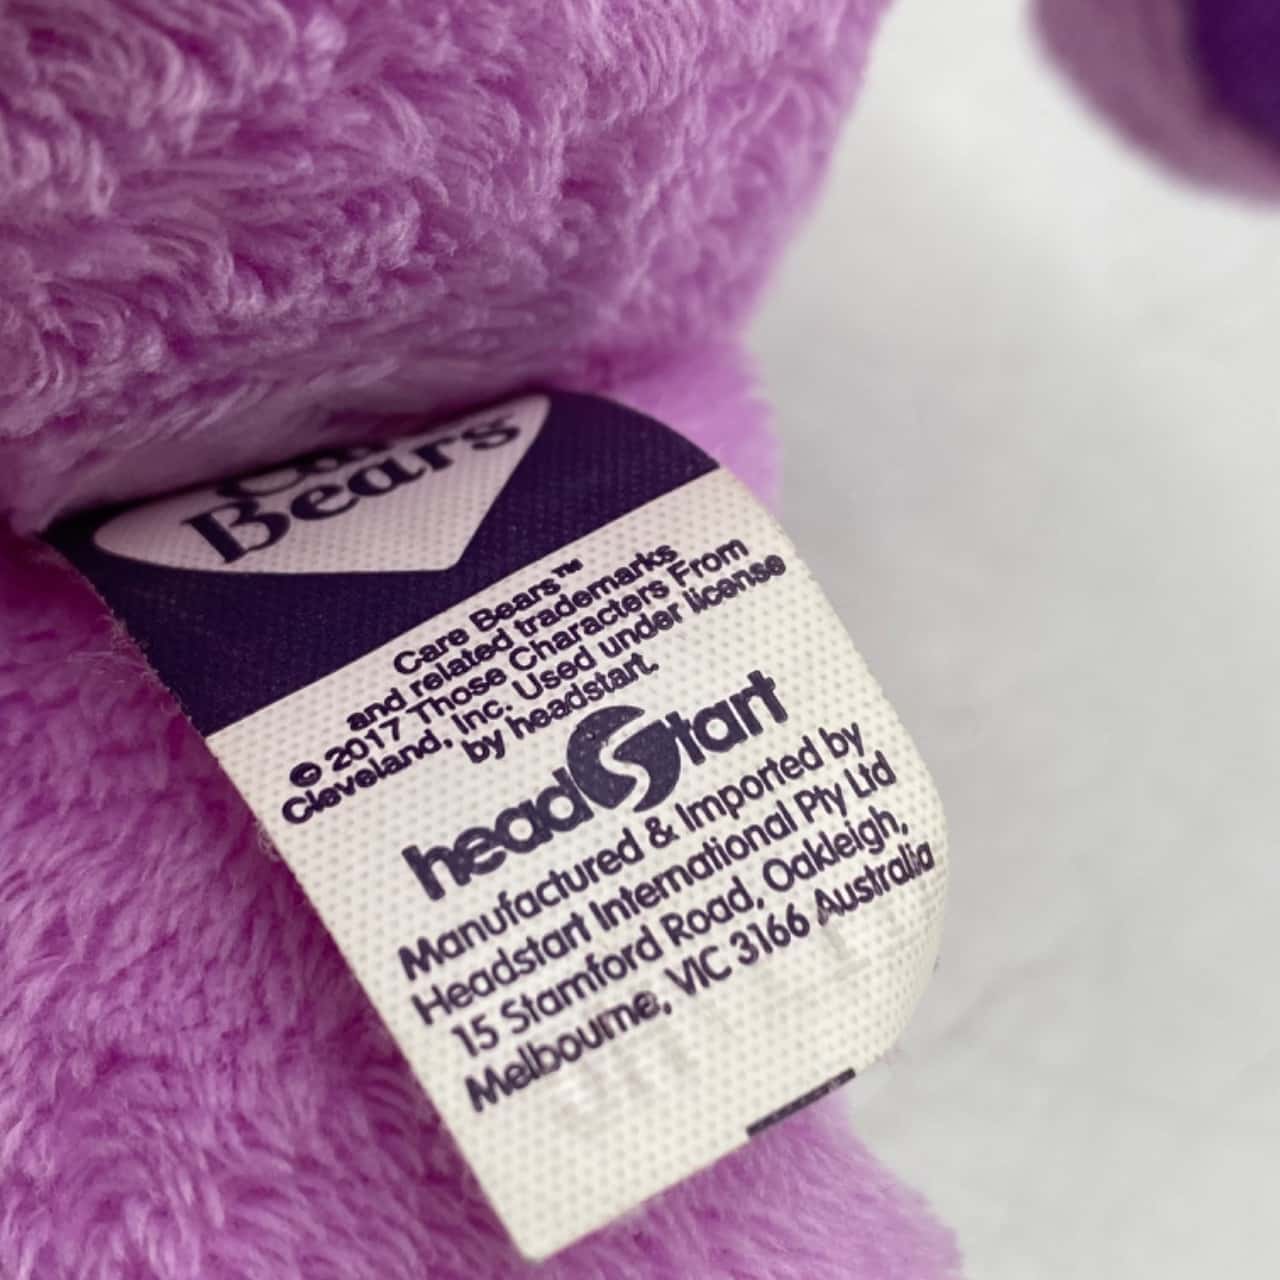 Care
Bears
Care Bears™
and related trademarks
© 2017 Those Characters From
Cleveland, Inc. Used under license
by headstart.
headStart
Manufactured & Imported by
Headstart International Pty Ltd
15 Stamford Road, Oakleigh,
Melbourne, VIC 3166 Australia